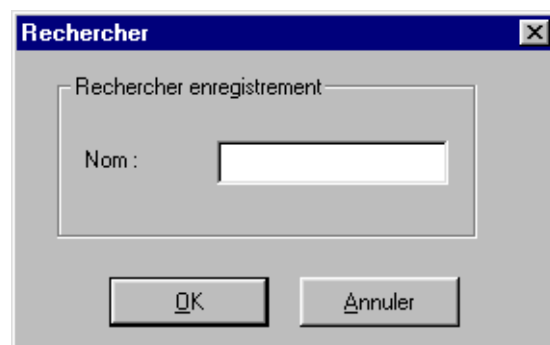 Rechercher
Rechercher enregistrement
Nom :
OK
Annuler